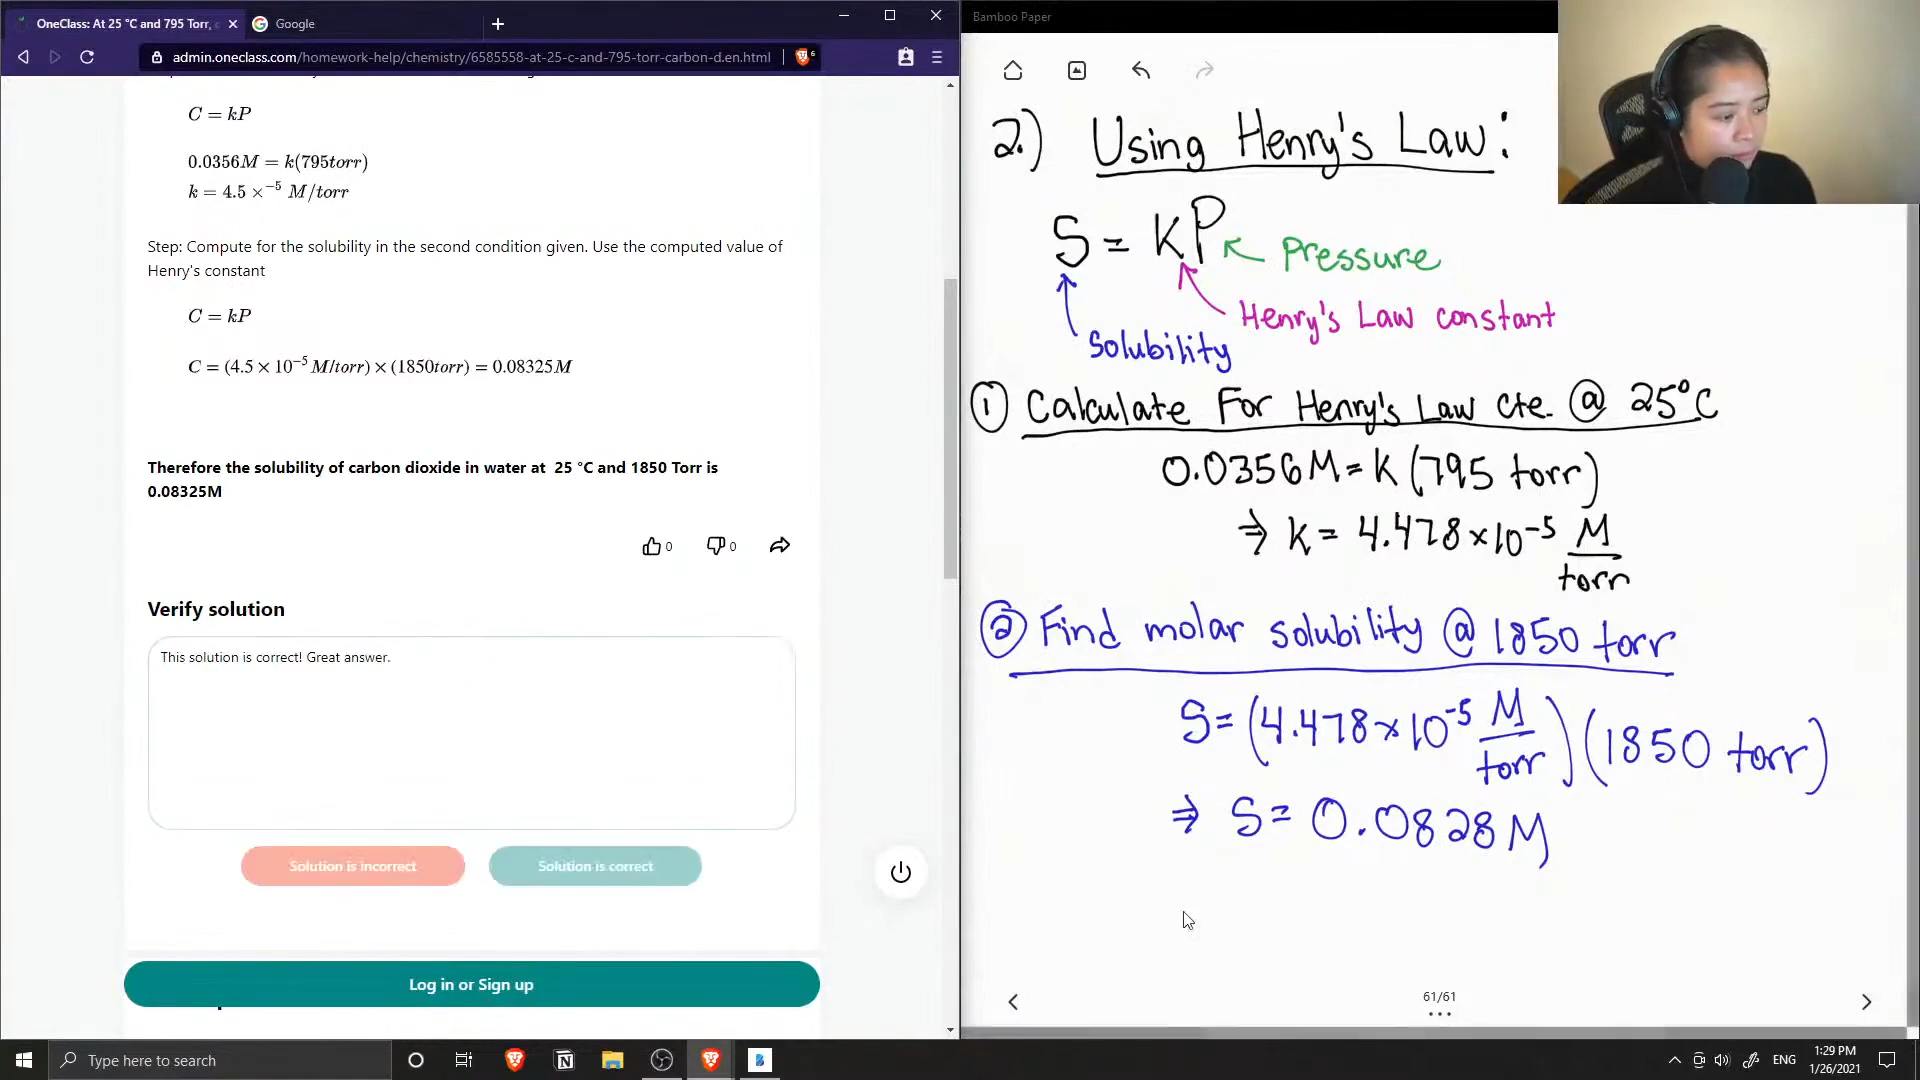 OneClass: At 25 °C and 795 Torr,
Google
admin.oneclass.com/homework-help/chemistry/6585558-at-25-c-and-795-torr-carbon-d.en.html
6
C = kP
0.0356M = k(795torr)
k = 4.5 ×⁻⁵ M/torr
Step: Compute for the solubility in the second condition given. Use the computed value of
Henry's constant
C = kP
C = (4.5 × 10⁻⁵ M/torr) × (1850torr) = 0.08325M
Therefore the solubility of carbon dioxide in water at 25 °C and 1850 Torr is
0.08325M
0
0
Verify solution
This solution is correct! Great answer.
Solution is incorrect
Solution is correct
Log in or Sign up
Bamboo Paper
2.) Using Henry's Law:
S = kP
Pressure
Henry's Law constant
Solubility
① Calculate For Henry's Law Cte. @ 25°C
0.0356M = K (795 torr)
⇒ K = 4.478×10⁻⁵ M/torr
② Find molar solubility @ 1850 torr
S = (4.478×10⁻⁵ M/torr)(1850 torr)
⇒ S = 0.0828M
61/61
Type here to search
ENG
1:29 PM
1/26/2021